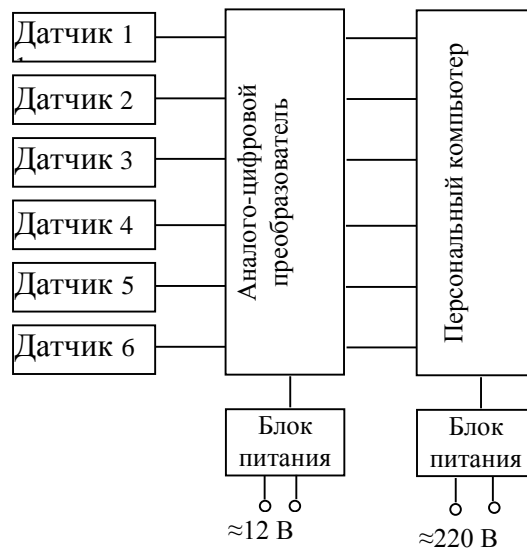 Датчик 1
Датчик 2
Датчик 3
Датчик 4
Датчик 5
Датчик 6
Аналого-цифровой
преобразователь
Персональный компьютер
Блок
питания
≈12 В
Блок
питания
≈220 В